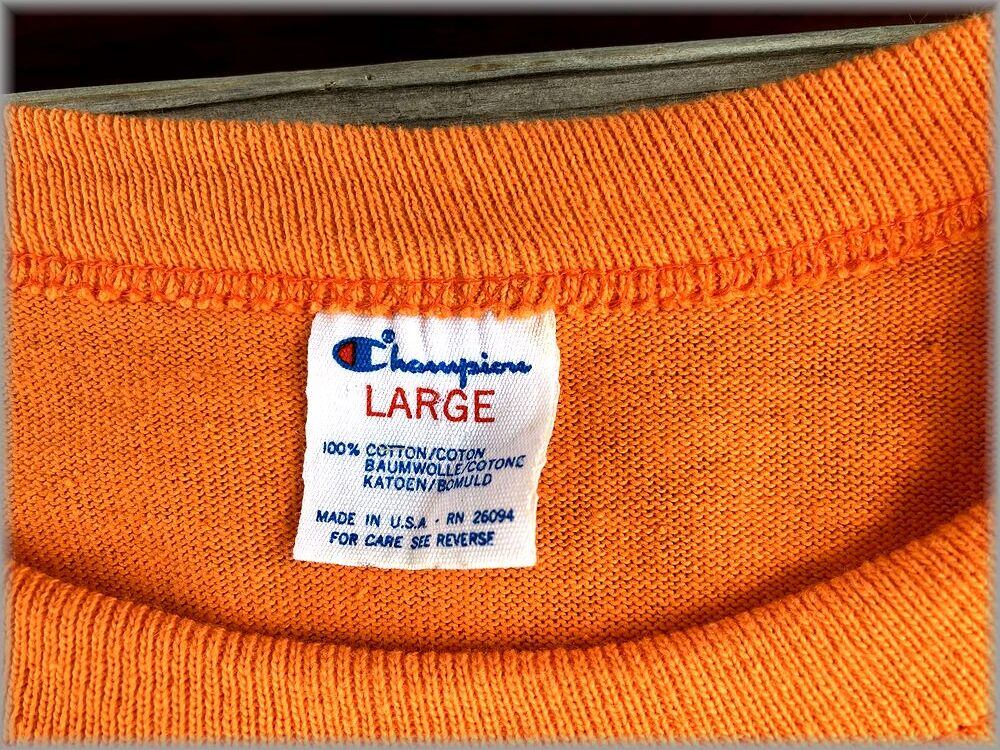 Champion
LARGE
100% COTTON/COTON
BAUMWOLLE/COTONE
KATOEN/BOMULD
MADE IN U.S.A · RN 26094
FOR CARE SEE REVERSE